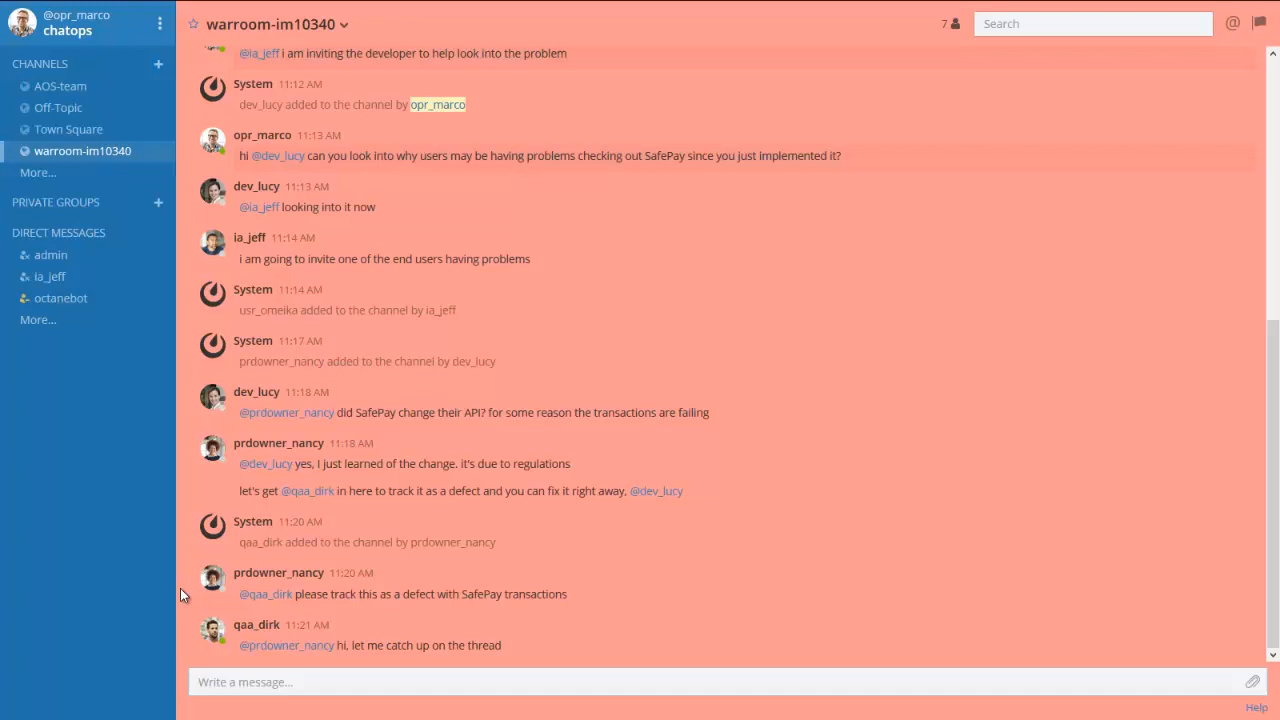 @opr_marco
chatops
CHANNELS
AOS-team
Off-Topic
Town Square
warroom-im10340
More...
PRIVATE GROUPS
DIRECT MESSAGES
admin
ia_jeff
octanebot
More...
warroom-im10340
7
Search
@ia_jeff i am inviting the developer to help look into the problem
System 11:12 AM
dev_lucy added to the channel by opr_marco
opr_marco 11:13 AM
hi @dev_lucy can you look into why users may be having problems checking out SafePay since you just implemented it?
dev_lucy 11:13 AM
@ia_jeff looking into it now
ia_jeff 11:14 AM
i am going to invite one of the end users having problems
System 11:14 AM
usr_omeika added to the channel by ia_jeff
System 11:17 AM
prdowner_nancy added to the channel by dev_lucy
dev_lucy 11:18 AM
@prdowner_nancy did SafePay change their API? for some reason the transactions are failing
prdowner_nancy 11:18 AM
@dev_lucy yes, I just learned of the change. it's due to regulations
let's get @qaa_dirk in here to track it as a defect and you can fix it right away, @dev_lucy
System 11:20 AM
qaa_dirk added to the channel by prdowner_nancy
prdowner_nancy 11:20 AM
@qaa_dirk please track this as a defect with SafePay transactions
qaa_dirk 11:21 AM
@prdowner_nancy hi, let me catch up on the thread
Write a message...
Help